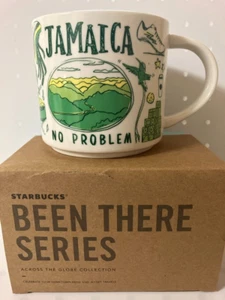 JAMAICA
NO PROBLEM
STARBUCKS®
BEEN THERE
SERIES
ACROSS THE GLOBE COLLECTION